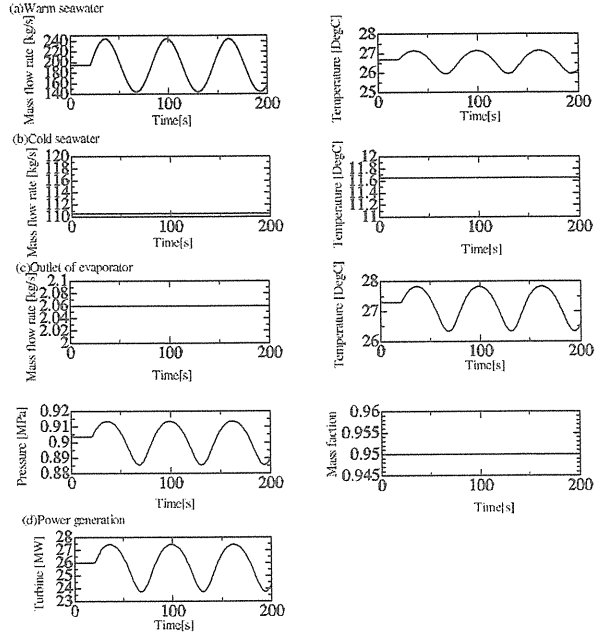 (a)Warm seawater
Mass flow rate [kg/s]
240
220
200
180
160
140
0 100 200
Time[s]
Temperature [DegC]
28
27
26
25
0 100 200
Time[s]
(b)Cold seawater
Mass flow rate [kg/s]
120
118
116
114
112
110
0 100 200
Time[s]
Temperature [DegC]
12
11.8
11.6
11.4
11.2
11
0 100 200
Time[s]
(c)Outlet of evaporator
Mass flow rate [kg/s]
2.1
2.08
2.06
2.04
2.02
2
0 100 200
Time[s]
Temperature [DegC]
28
27
26
0 100 200
Time[s]
Pressure [MPa]
0.92
0.91
0.9
0.89
0.88
0 100 200
Time[s]
Mass faction
0.96
0.955
0.95
0.945
0 100 200
Time[s]
(d)Power generation
Turbine [MW]
28
27
26
25
24
23
0 100 200
Time[s]